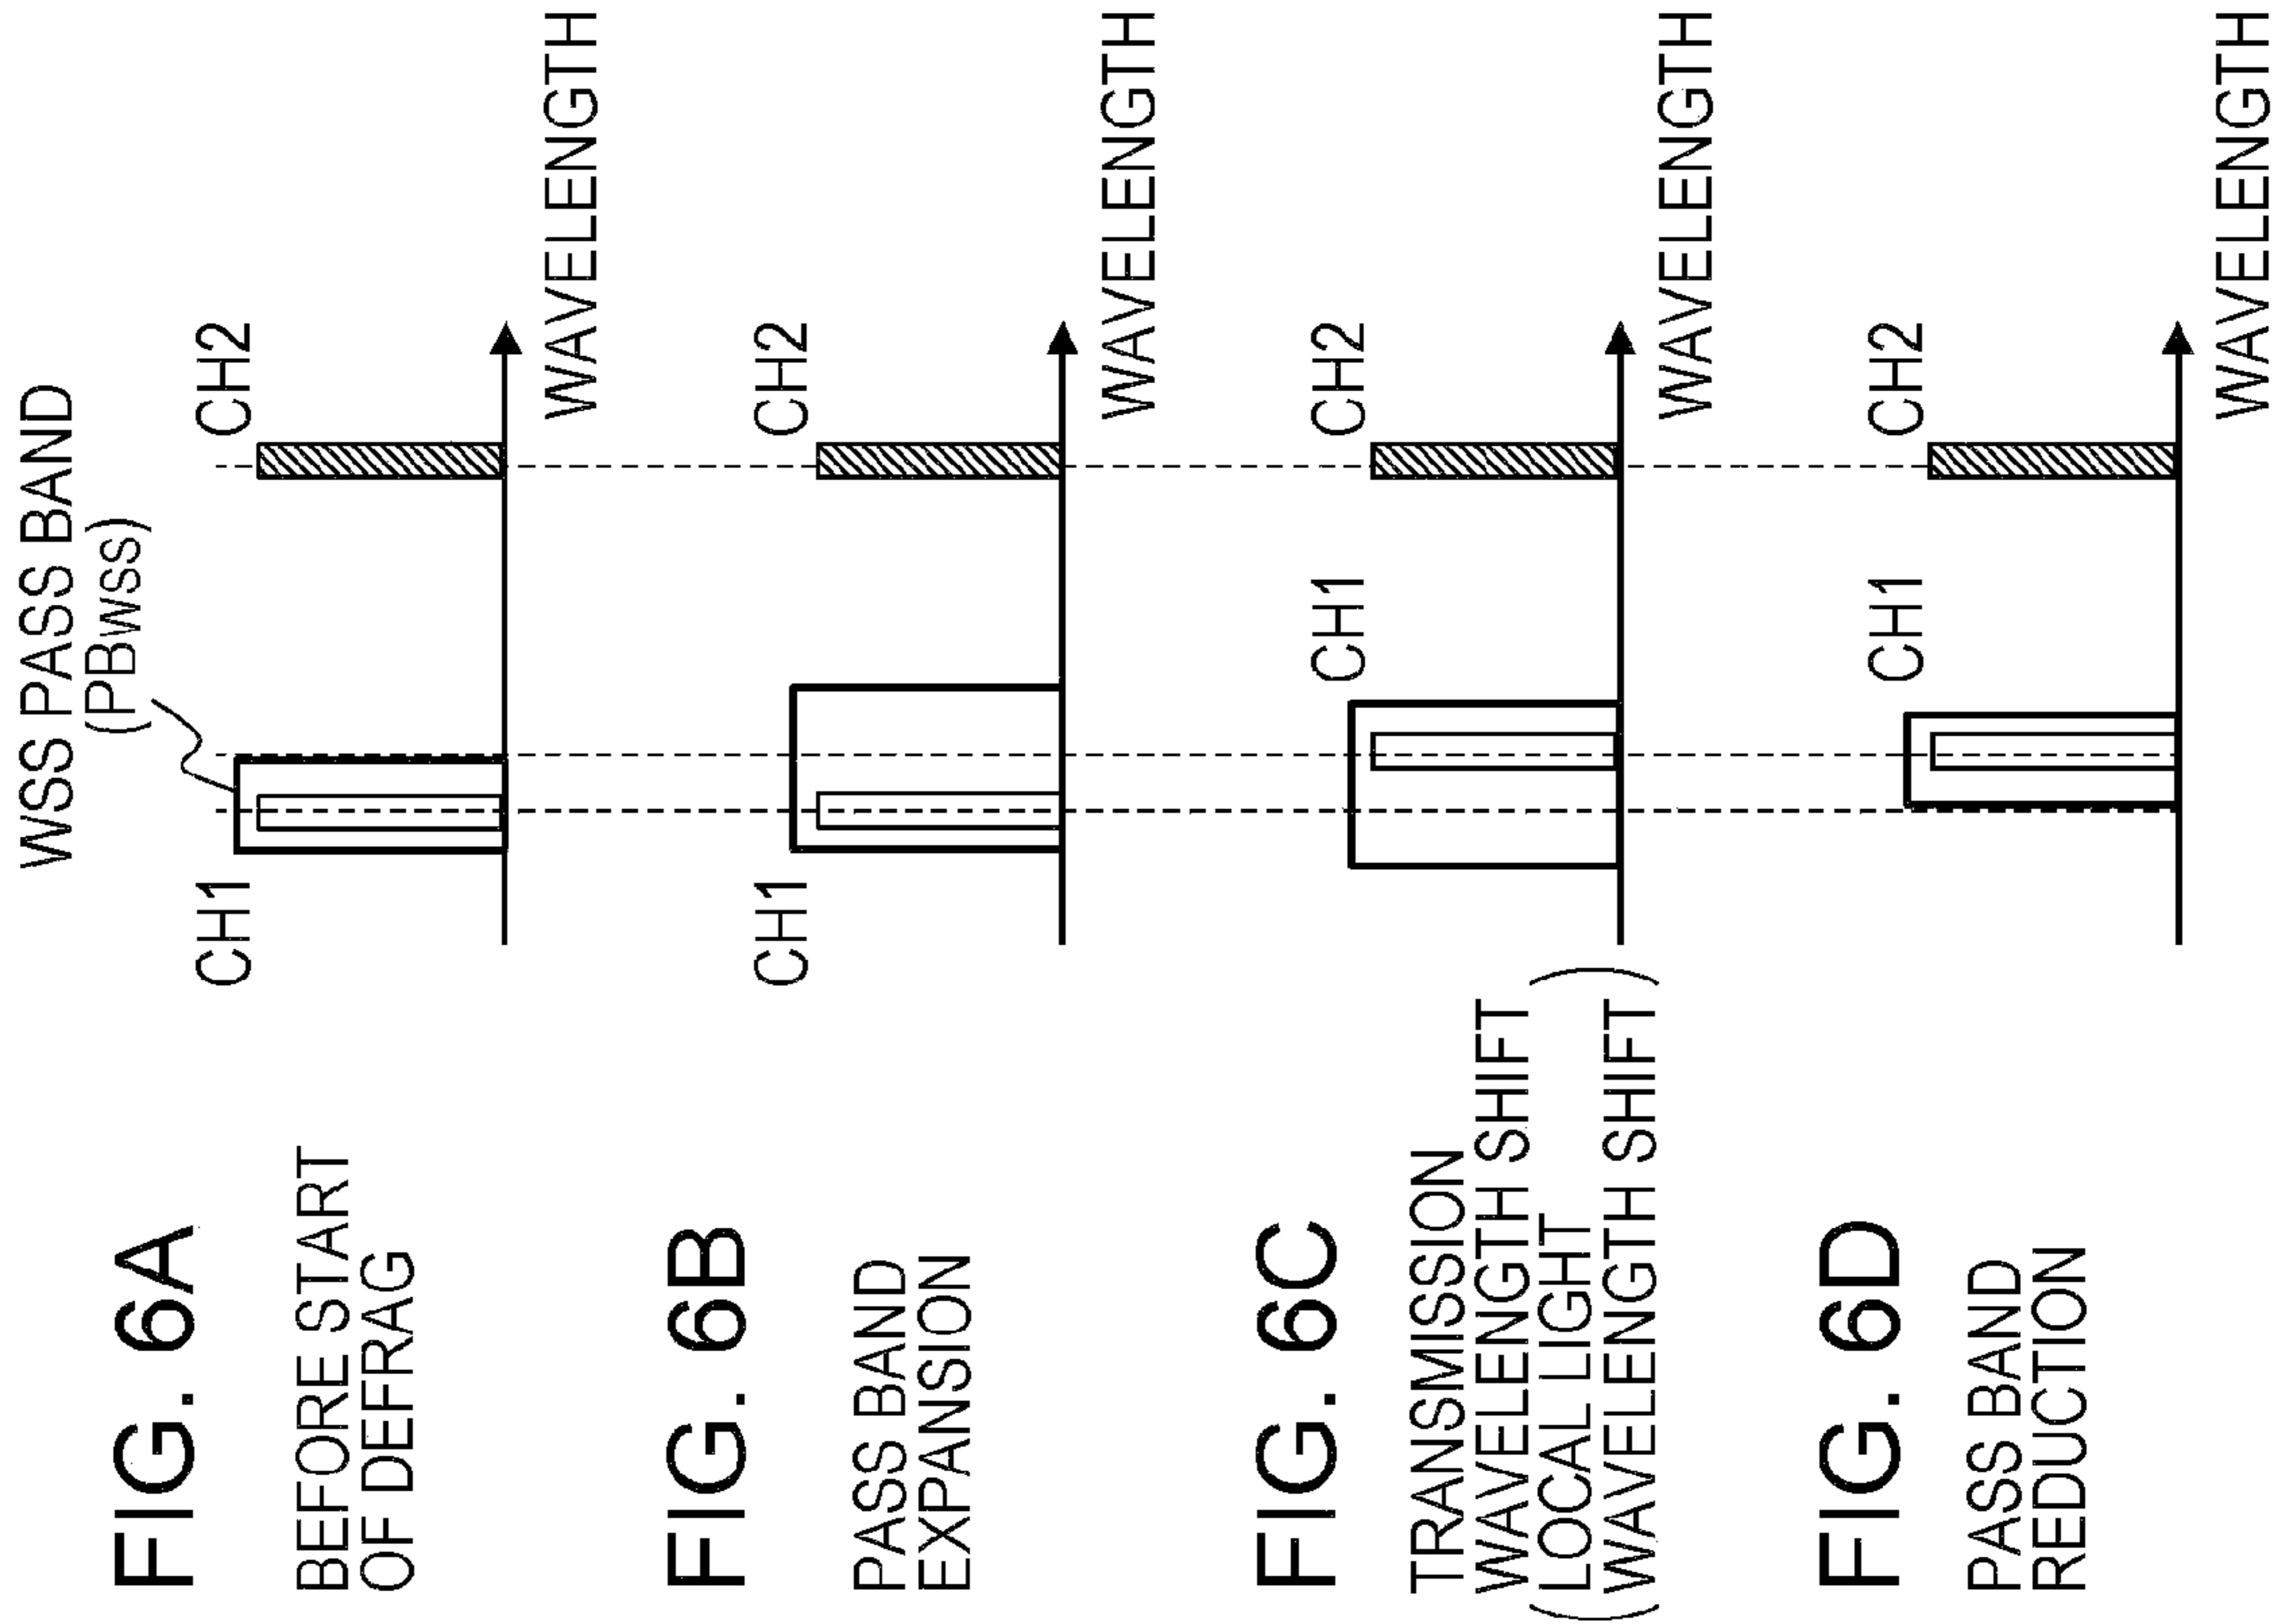 WSS PASS BAND
(PBWSS)
FIG. 6A
BEFORE START
OF DEFRAG
CH1
CH2
WAVELENGTH
FIG. 6B
PASS BAND
EXPANSION
CH1
CH2
WAVELENGTH
FIG. 6C
TRANSMISSION
WAVELENGTH SHIFT
(LOCAL LIGHT
WAVELENGTH SHIFT)
CH1
CH2
WAVELENGTH
FIG. 6D
PASS BAND
REDUCTION
CH1
CH2
WAVELENGTH